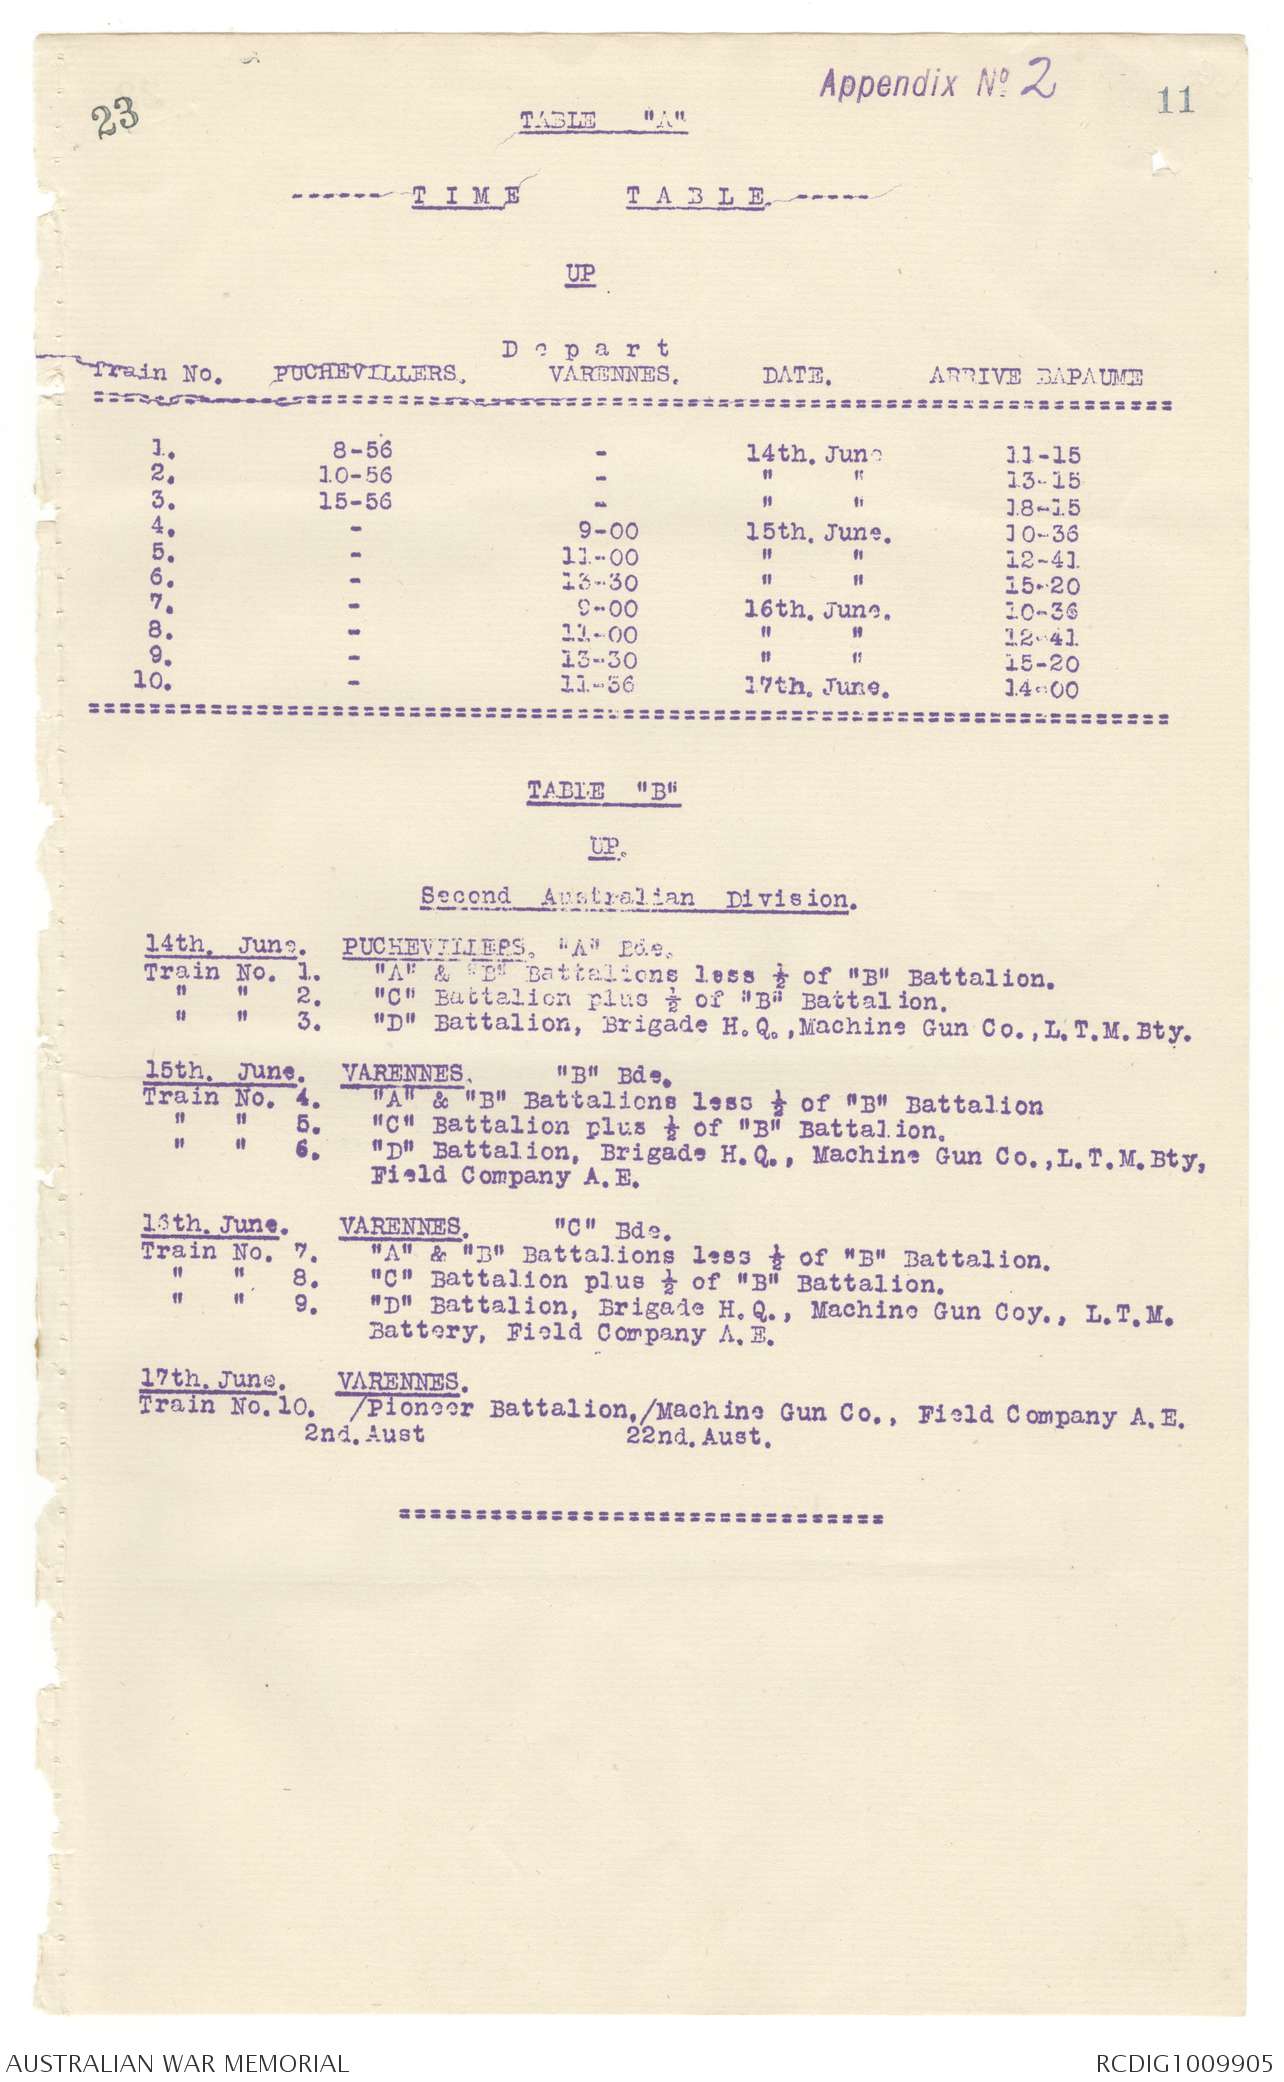 Appendix No 2
23
11
TABLE "A"
------ T I M E T A B L E. -----
UP
D e p a r t
Train No. PUCHEVILLERS. VARENNES. DATE. ARRIVE BAPAUME
1. 8-56 - 14th. June 11-15
2. 10-56 - " " 13-15
3. 15-56 - " " 18-15
4. - 9-00 15th. June. 10-36
5. - 11-00 " " 12-41
6. - 13-30 " " 15-20
7. - 9-00 16th. June. 10-36
8. - 11-00 " " 12-41
9. - 13-30 " " 15-20
10. - 11-56 17th. June. 14-00
TABLE "B"
UP.
Second Australian Division.
14th. June. PUCHEVILLERS. "A" Bde.
Train No. 1. "A" & "B" Battalions less ½ of "B" Battalion.
" " 2. "C" Battalion plus ½ of "B" Battalion.
" " 3. "D" Battalion, Brigade H.Q.,Machine Gun Co.,L.T.M.Bty.
15th. June. VARENNES. "B" Bde.
Train No. 4. "A" & "B" Battalions less ½ of "B" Battalion
" " 5. "C" Battalion plus ½ of "B" Battalion.
" " 6. "D" Battalion, Brigade H.Q., Machine Gun Co.,L.T.M.Bty,
Field Company A.E.
16th. June. VARENNES. "C" Bde.
Train No. 7. "A" & "B" Battalions less ½ of "B" Battalion.
" " 8. "C" Battalion plus ½ of "B" Battalion.
" " 9. "D" Battalion, Brigade H.Q., Machine Gun Coy., L.T.M.
Battery, Field Company A.E.
17th. June. VARENNES.
Train No.10. /Pioneer Battalion,/Machine Gun Co., Field Company A.E.
2nd.Aust 22nd.Aust.
AUSTRALIAN WAR MEMORIAL
RCDIG1009905